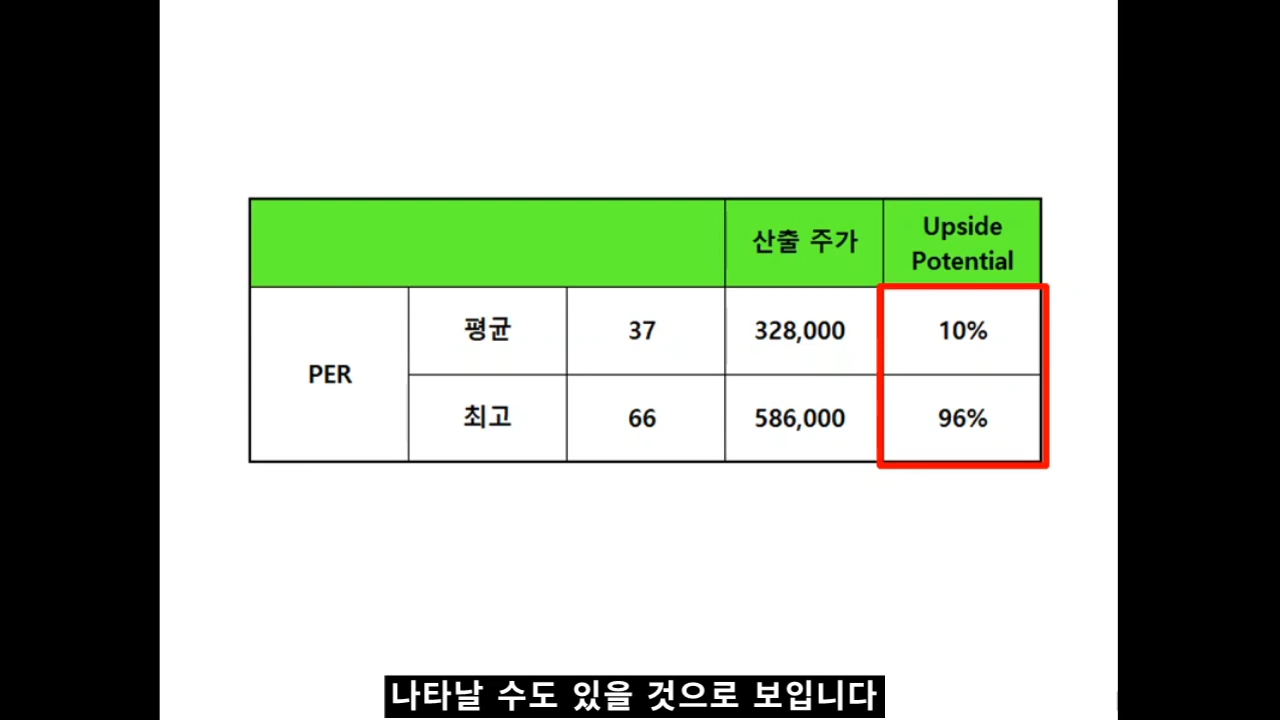 산출 주가
Upside
Potential
PER
평균
37
328,000
10%
최고
66
586,000
96%
나타날 수도 있을 것으로 보입니다